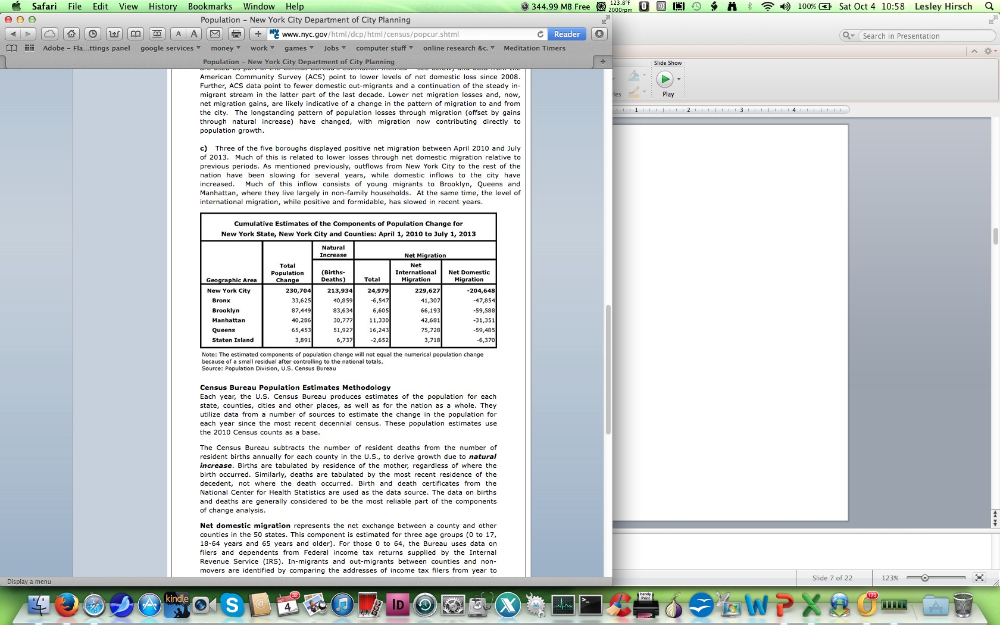 Safari File Edit View History Bookmarks Window Help 344.99 MB Free 123.8°F 2000rpm 100% Sat Oct 4 10:58 Lesley Hirsch
Population – New York City Department of City Planning
www.nyc.gov/html/dcp/html/census/popcur.shtml Reader
Search in Presentation
Adobe – Fla...ttings panel google services money work games Jobs computer stuff online research &c. Meditation Timers
Population – New York City Department of City Planning
Slide Show
Play
1 2 3 4
American Community Survey (ACS) point to lower levels of net domestic loss since 2008.
Further, ACS data point to fewer domestic out-migrants and a continuation of the steady in-
migrant stream in the latter part of the last decade. Lower net migration losses and, now,
net migration gains, are likely indicative of a change in the pattern of migration to and from
the city. The longstanding pattern of population losses through migration (offset by gains
through natural increase) have changed, with migration now contributing directly to
population growth.
c) Three of the five boroughs displayed positive net migration between April 2010 and July
of 2013. Much of this is related to lower losses through net domestic migration relative to
previous periods. As mentioned previously, outflows from New York City to the rest of the
nation have been slowing for several years, while domestic inflows to the city have
increased. Much of this inflow consists of young migrants to Brooklyn, Queens and
Manhattan, where they live largely in non-family households. At the same time, the level of
international migration, while positive and formidable, has slowed in recent years.
Cumulative Estimates of the Components of Population Change for
New York State, New York City and Counties: April 1, 2010 to July 1, 2013
Geographic Area Total Population Change Natural Increase (Births-Deaths) Net Migration Total Net International Migration Net Domestic Migration
New York City 230,704 213,934 24,979 229,627 -204,648
Bronx 33,625 40,859 -6,547 41,307 -47,854
Brooklyn 87,449 83,634 6,605 66,193 -59,588
Manhattan 40,286 30,777 11,330 42,681 -31,351
Queens 65,453 51,927 16,243 75,728 -59,485
Staten Island 3,891 6,737 -2,652 3,718 -6,370
Note: The estimated components of population change will not equal the numerical population change
because of a small residual after controlling to the national totals.
Source: Population Division, U.S. Census Bureau
Census Bureau Population Estimates Methodology
Each year, the U.S. Census Bureau produces estimates of the population for each
state, counties, cities and other places, as well as for the nation as a whole. They
utilize data from a number of sources to estimate the change in the population for
each year since the most recent decennial census. These population estimates use
the 2010 Census counts as a base.
The Census Bureau subtracts the number of resident deaths from the number of
resident births annually for each county in the U.S., to derive growth due to natural
increase. Births are tabulated by residence of the mother, regardless of where the
birth occurred. Similarly, deaths are tabulated by the most recent residence of the
decedent, not where the death occurred. Birth and death certificates from the
National Center for Health Statistics are used as the data source. The data on births
and deaths are generally considered to be the most reliable part of the components
of change analysis.
Net domestic migration represents the net exchange between a county and other
counties in the 50 states. This component is estimated for three age groups (0 to 17,
18-64 years and 65 years and older). For those 0 to 64, the Bureau uses data on
filers and dependents from Federal income tax returns supplied by the Internal
Revenue Service (IRS). In-migrants and out-migrants between counties and non-
movers are identified by comparing the addresses of income tax filers from year to
Display a menu
Slide 7 of 22 123%
kindle
OCT 4
32
ID
handy Print
173